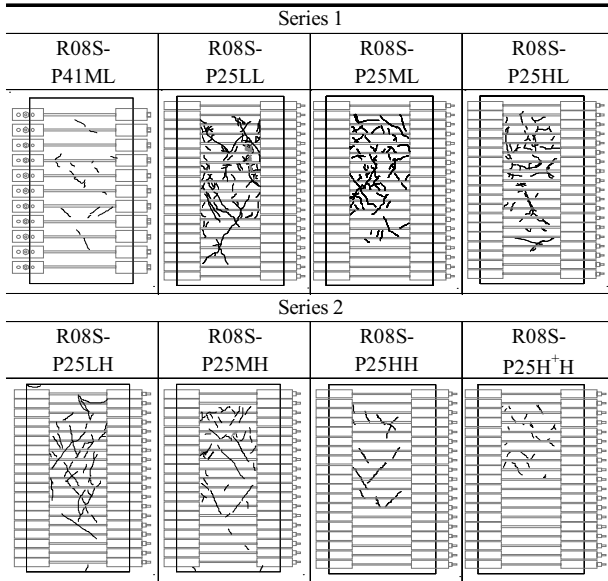 Series 1
R08S-
P41ML
R08S-
P25LL
R08S-
P25ML
R08S-
P25HL
Series 2
R08S-
P25LH
R08S-
P25MH
R08S-
P25HH
R08S-
P25H⁺H